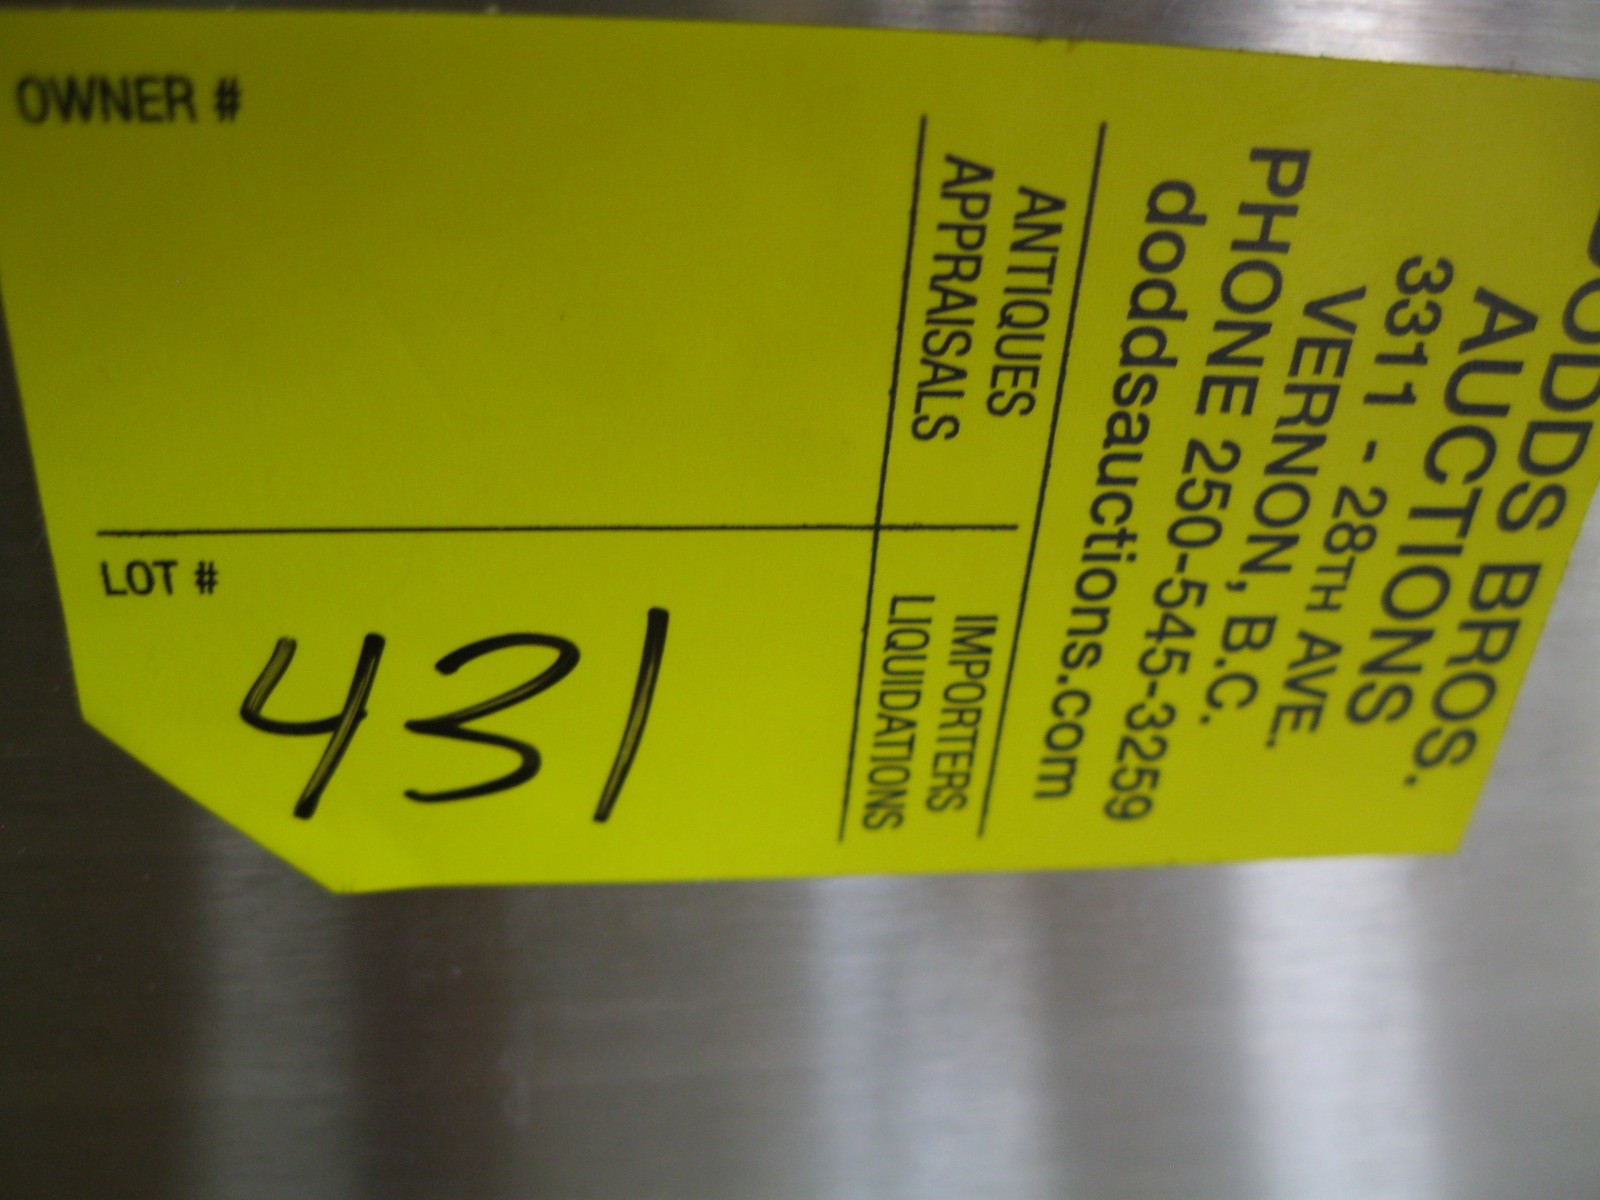 DODDS BROS.
AUCTIONS
3311 - 28TH AVE.
VERNON, B.C.
PHONE 250-545-3259
doddsauctions.com
ANTIQUES
APPRAISALS
IMPORTERS
LIQUIDATIONS
OWNER #
LOT #
431